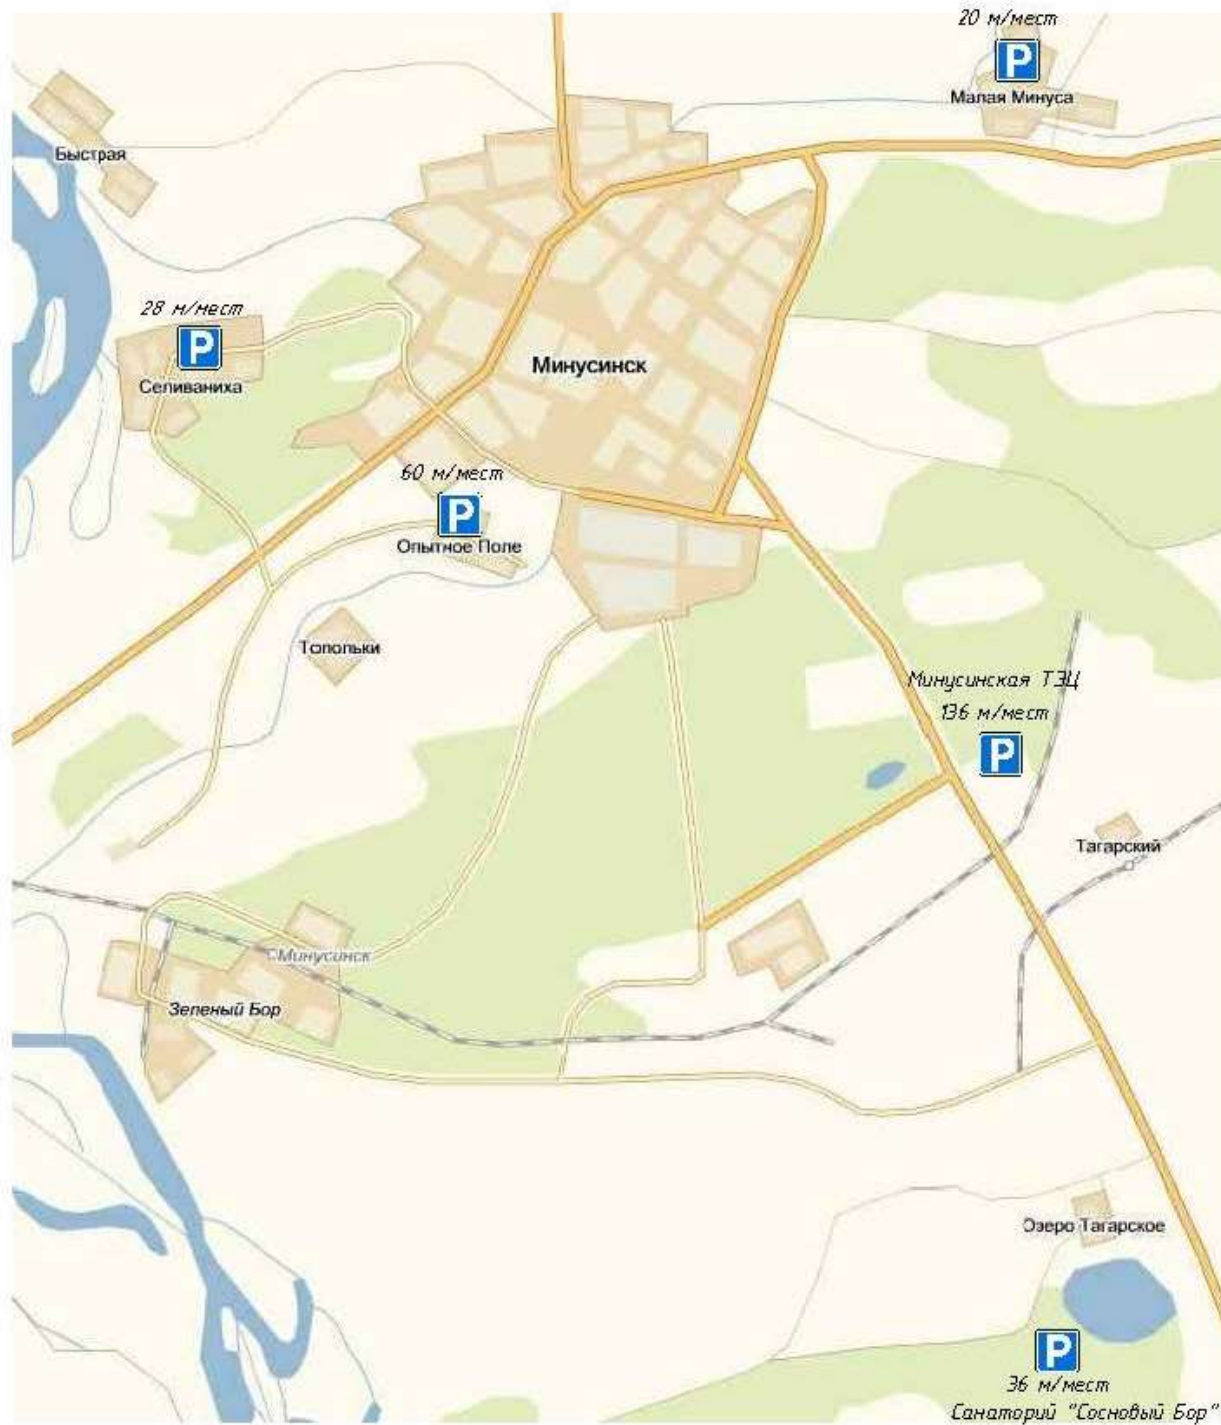 20 м/мест
P
Малая Минуса
Быстрая
28 м/мест
P
Селиваниха
Минусинск
60 м/мест
P
Опытное Поле
Топольки
Минусинская ТЭЦ
136 м/мест
P
Тагарский
Минусинск
Зеленый Бор
Озеро Тагарское
P
36 м/мест
Санаторий "Сосновый Бор"